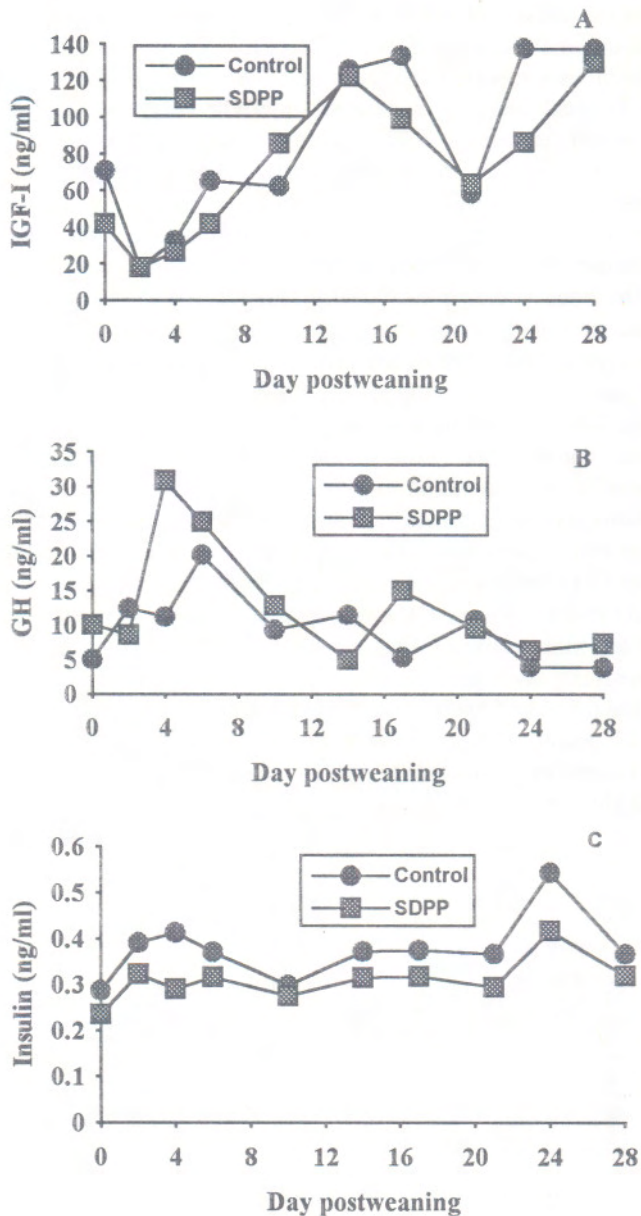 A
140
120
100
80
60
40
20
0
IGF-I (ng/ml)
Control
SDPP
0 4 8 12 16 20 24 28
Day postweaning
B
35
30
25
20
15
10
5
0
GH (ng/ml)
Control
SDPP
0 4 8 12 16 20 24 28
Day postweaning
C
0.6
0.5
0.4
0.3
0.2
0.1
0
Insulin (ng/ml)
Control
SDPP
0 4 8 12 16 20 24 28
Day postweaning